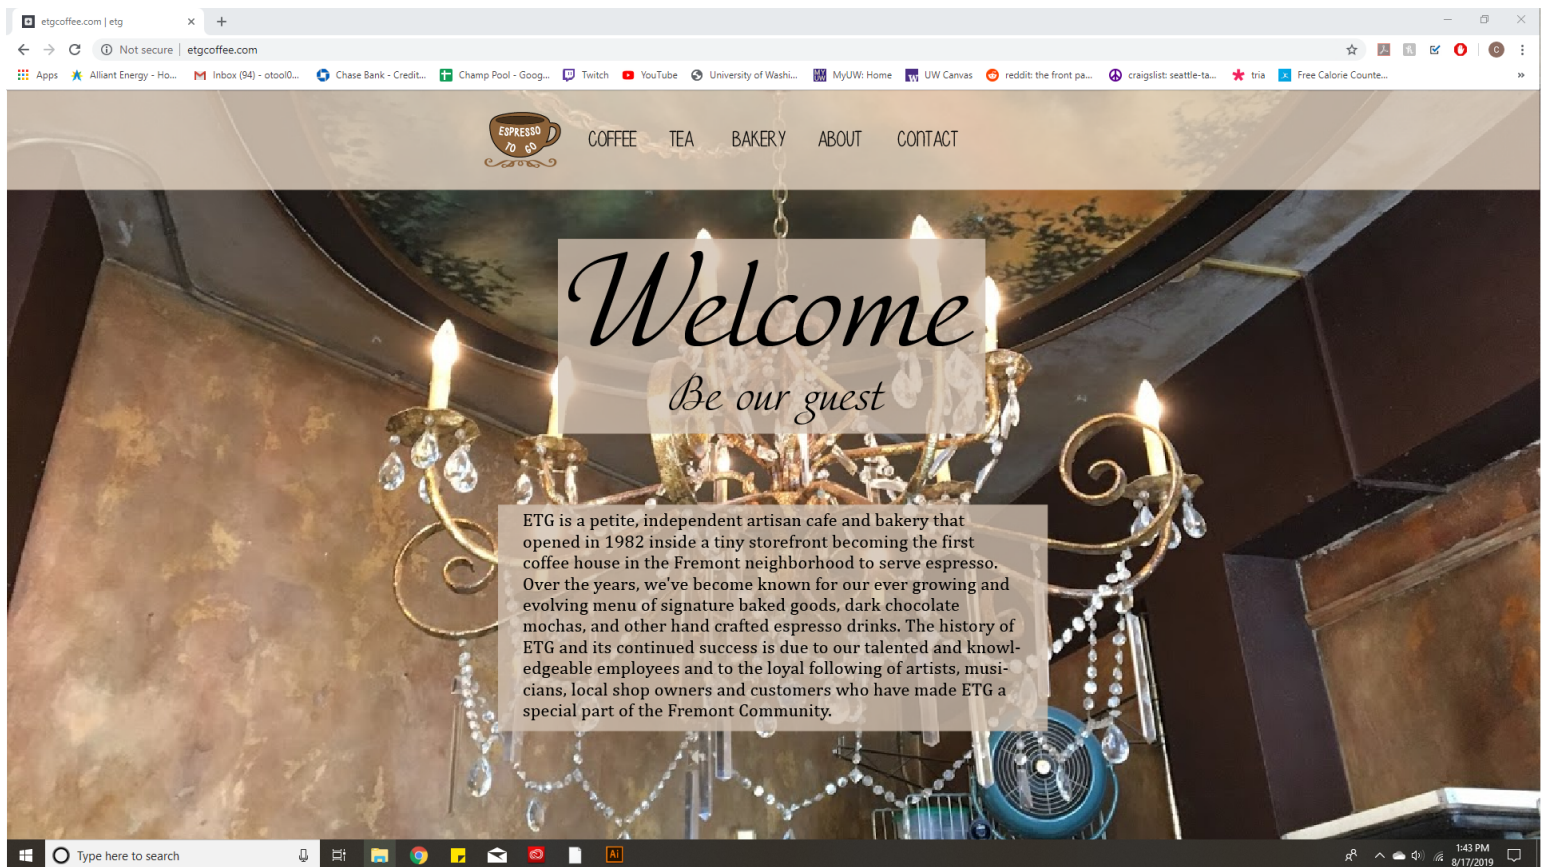 etgcoffee.com | etg
Not secure | etgcoffee.com
Apps Alliant Energy - Ho... Inbox (94) - otool0... Chase Bank - Credit... Champ Pool - Goog... Twitch YouTube University of Washi... MyUW: Home UW Canvas reddit: the front pa... craigslist: seattle-ta... tria Free Calorie Counte... »
ESPRESSO
TO GO
COFFEE TEA BAKERY ABOUT CONTACT
Welcome
Be our guest
ETG is a petite, independent artisan cafe and bakery that
opened in 1982 inside a tiny storefront becoming the first
coffee house in the Fremont neighborhood to serve espresso.
Over the years, we've become known for our ever growing and
evolving menu of signature baked goods, dark chocolate
mochas, and other hand crafted espresso drinks. The history of
ETG and its continued success is due to our talented and knowl-
edgeable employees and to the loyal following of artists, musi-
cians, local shop owners and customers who have made ETG a
special part of the Fremont Community.
Type here to search
Ai
1:43 PM
8/17/2019